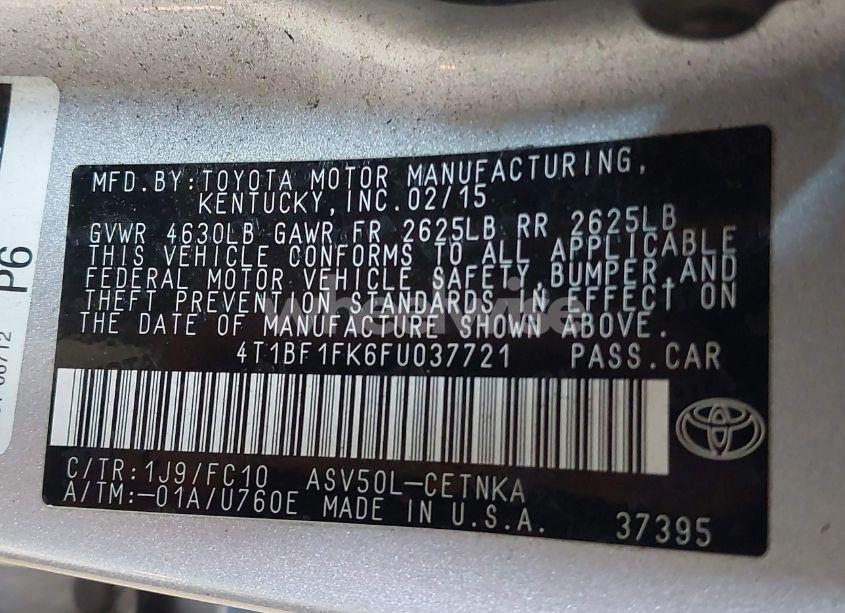 MFD.BY:TOYOTA MOTOR MANUFACTURING,
KENTUCKY,INC.02/15
GVWR 4630LB GAWR FR 2625LB RR 2625LB
THIS VEHICLE CONFORMS TO ALL APPLICABLE
FEDERAL MOTOR VEHICLE SAFETY,BUMPER,AND
THEFT PREVENTION STANDARDS IN EFFECT ON
THE DATE OF MANUFACTURE SHOWN ABOVE.
4T1BF1FK6FU037721 PASS.CAR
C/TR:1J9/FC10 ASV50L-CETNKA
A/TM:-01A/U760E MADE IN U.S.A.
37395
P6